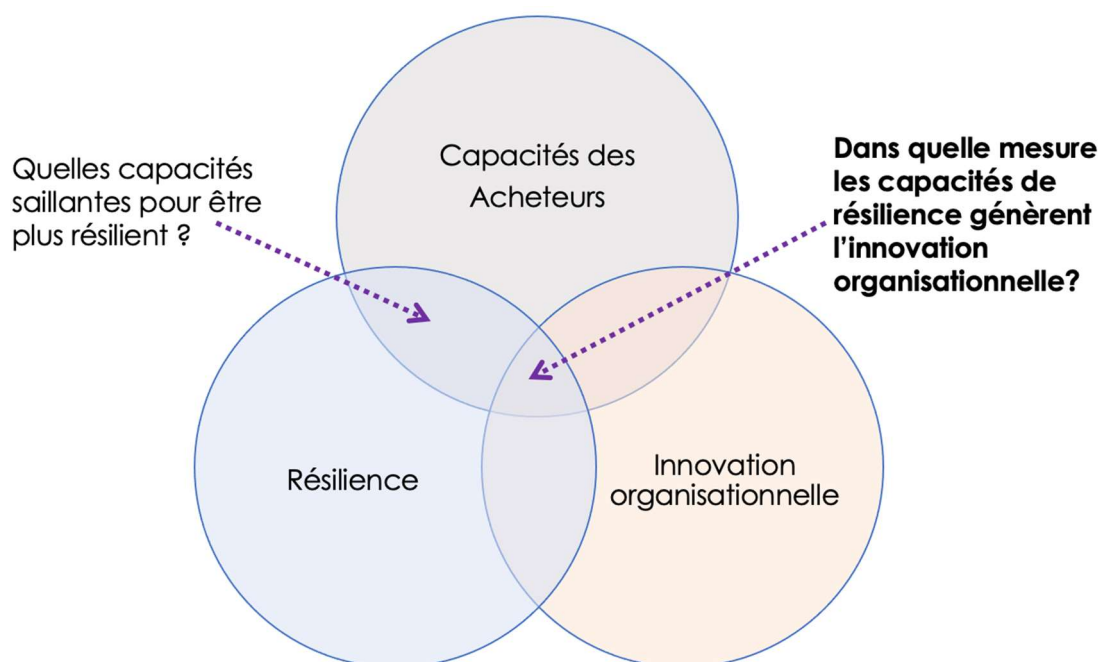 Capacités des
Acheteurs
Quelles capacités
saillantes pour être
plus résilient ?
Dans quelle mesure
les capacités de
résilience génèrent
l’innovation
organisationnelle?
Résilience
Innovation
organisationnelle